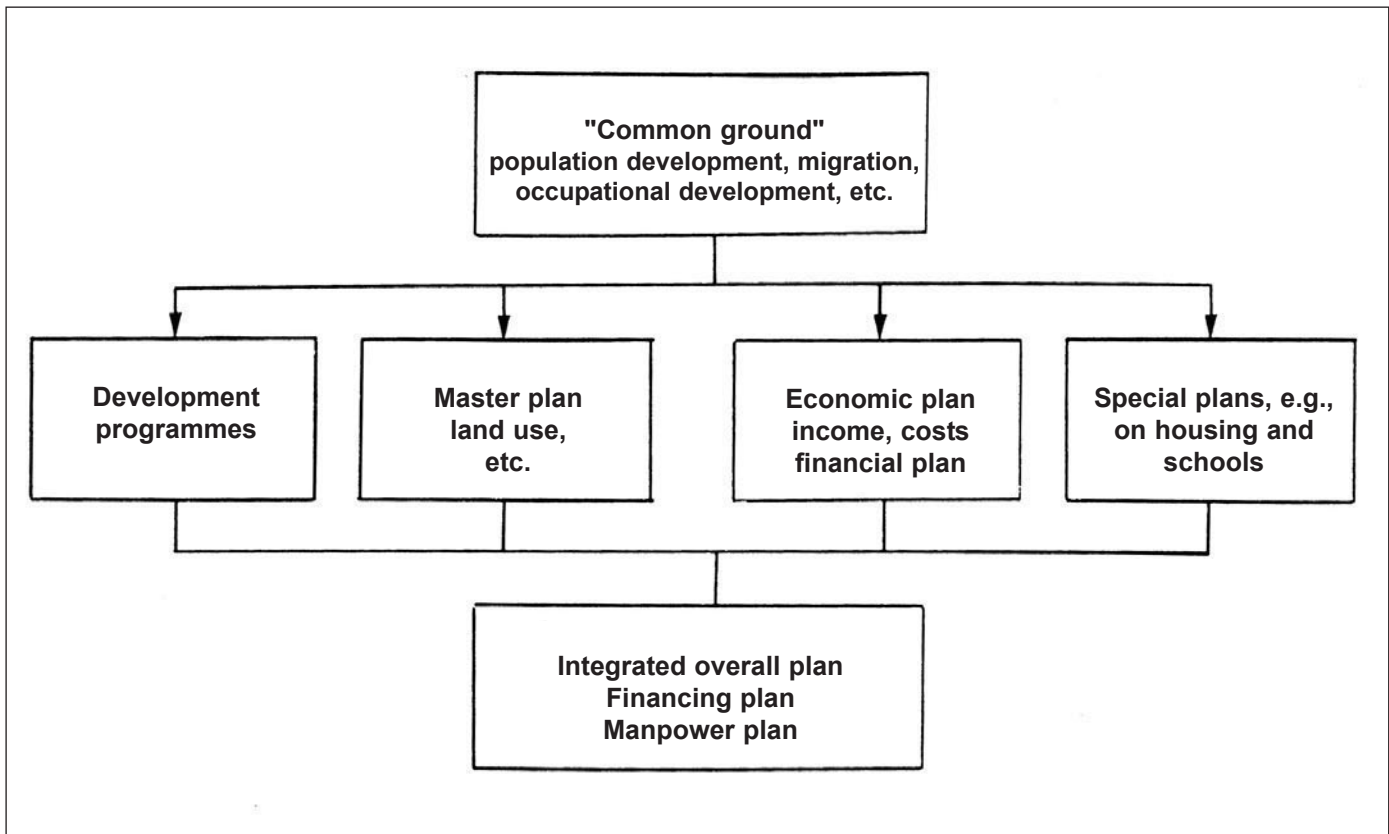 "Common ground"
population development, migration,
occupational development, etc.
Development
programmes
Master plan
land use,
etc.
Economic plan
income, costs
financial plan
Special plans, e.g.,
on housing and
schools
Integrated overall plan
Financing plan
Manpower plan